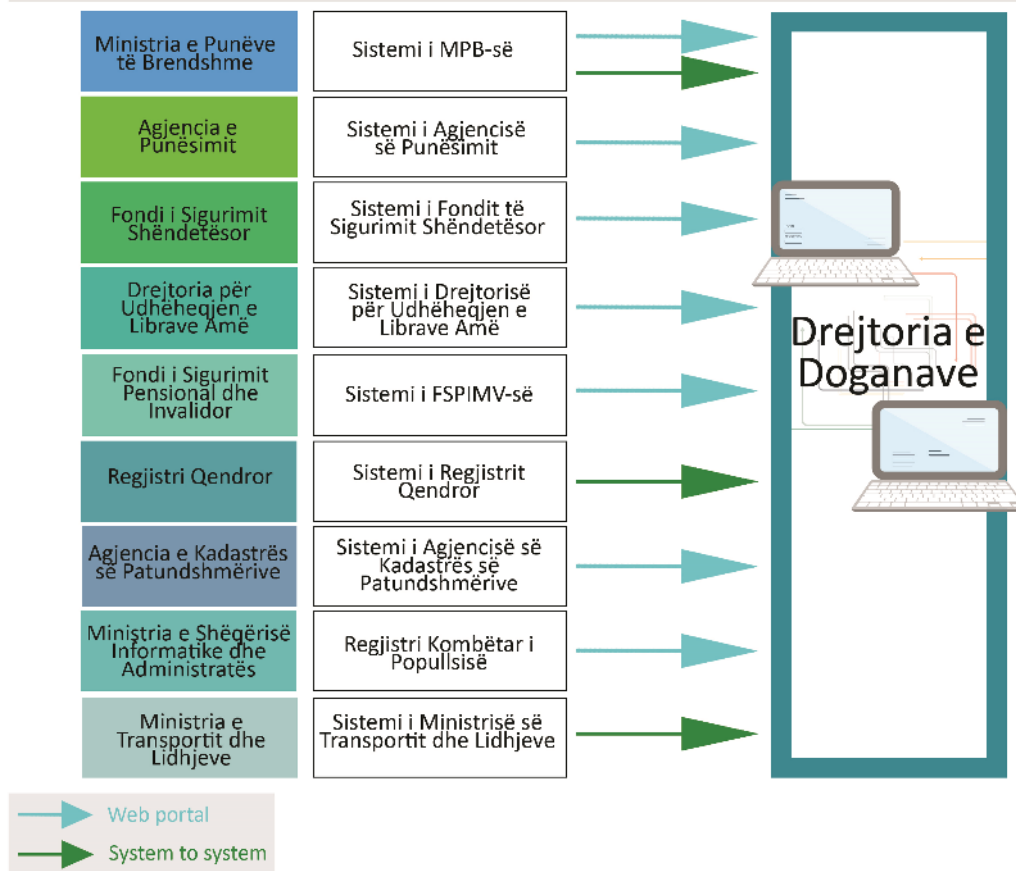 Ministria e Punëve
të Brendshme
Sistemi i MPB-së
Agjencia e
Punësimit
Sistemi i Agjencisë
së Punësimit
Fondi i Sigurimit
Shëndetësor
Sistemi i Fondit të
Sigurimit Shëndetësor
Drejtoria për
Udhëheqjen e
Librave Amë
Sistemi i Drejtorisë
për Udhëheqjen e
Librave Amë
Fondi i Sigurimit
Pensional dhe
Invalidor
Sistemi i FSPIMV-së
Regjistri Qendror
Sistemi i Regjistrit
Qendror
Agjencia e Kadastrës
së Patundshmërive
Sistemi i Agjencisë së
Kadastrës së
Patundshmërive
Ministria e Shëqërisë
Informatike dhe
Administratës
Regjistri Kombëtar i
Popullsisë
Ministria e
Transportit dhe
Lidhjeve
Sistemi i Ministrisë së
Transportit dhe Lidhjeve
Drejtoria e
Doganave
Web portal
System to system